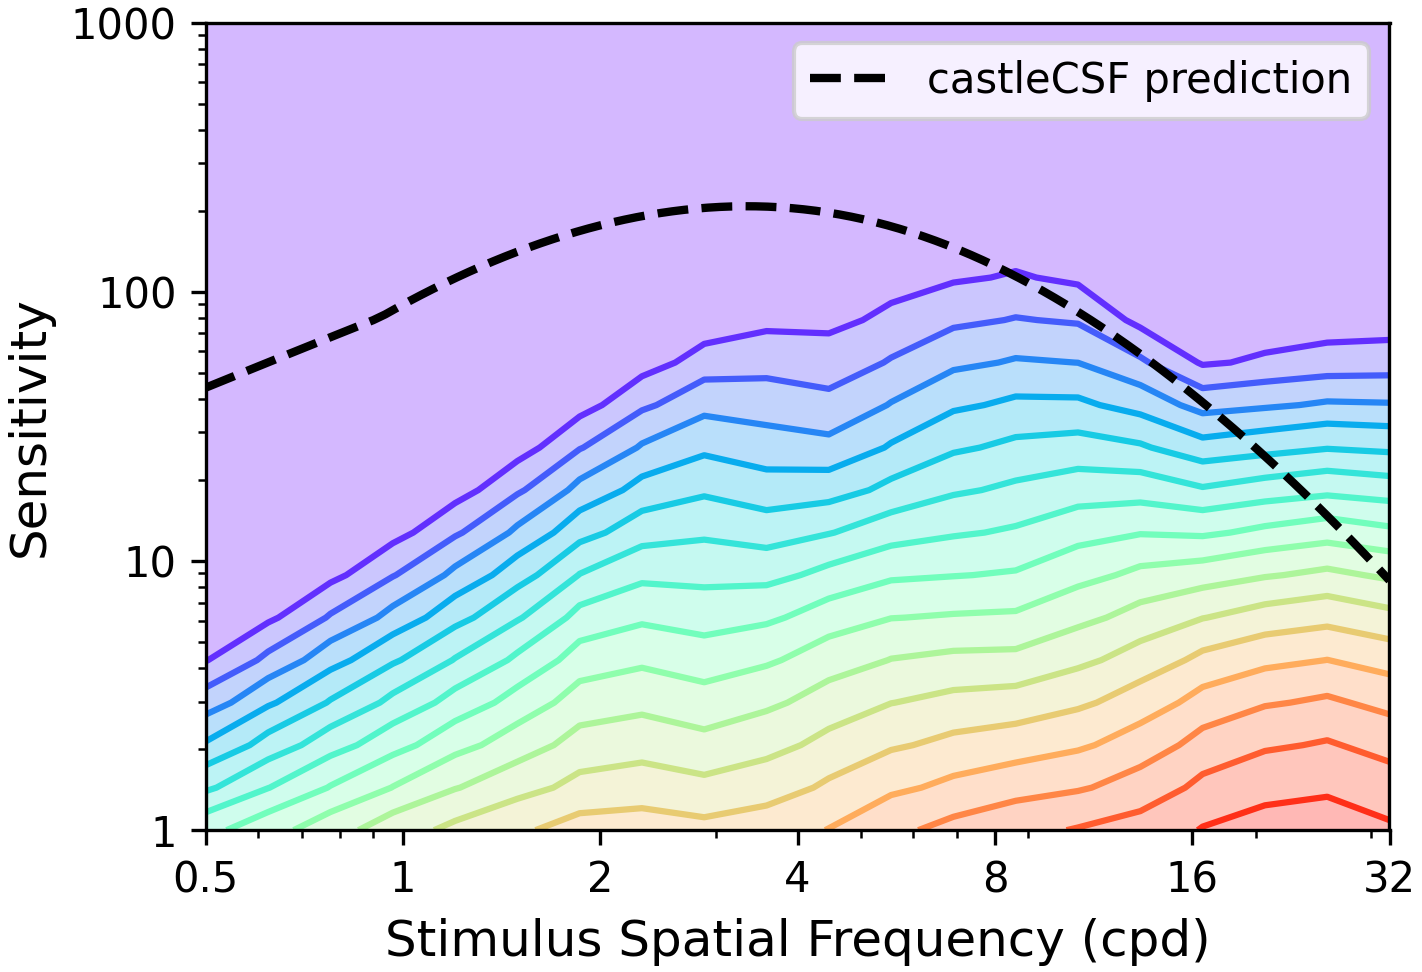 1000
castleCSF prediction
100
Sensitivity
10
1
0.5 1 2 4 8 16 32
Stimulus Spatial Frequency (cpd)